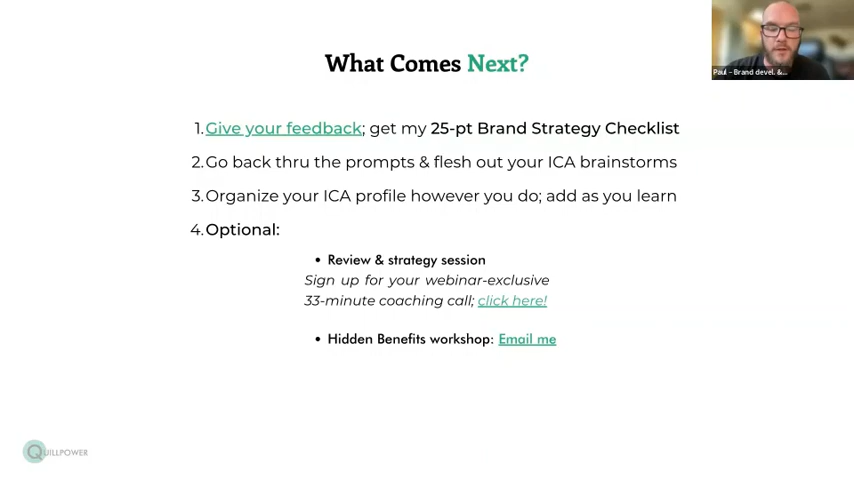 What Comes Next?
Paul – Brand devel. &...
1. Give your feedback; get my 25-pt Brand Strategy Checklist
2. Go back thru the prompts & flesh out your ICA brainstorms
3. Organize your ICA profile however you do; add as you learn
4. Optional:
• Review & strategy session
Sign up for your webinar-exclusive
33-minute coaching call; click here!
• Hidden Benefits workshop: Email me
QUILLPOWER